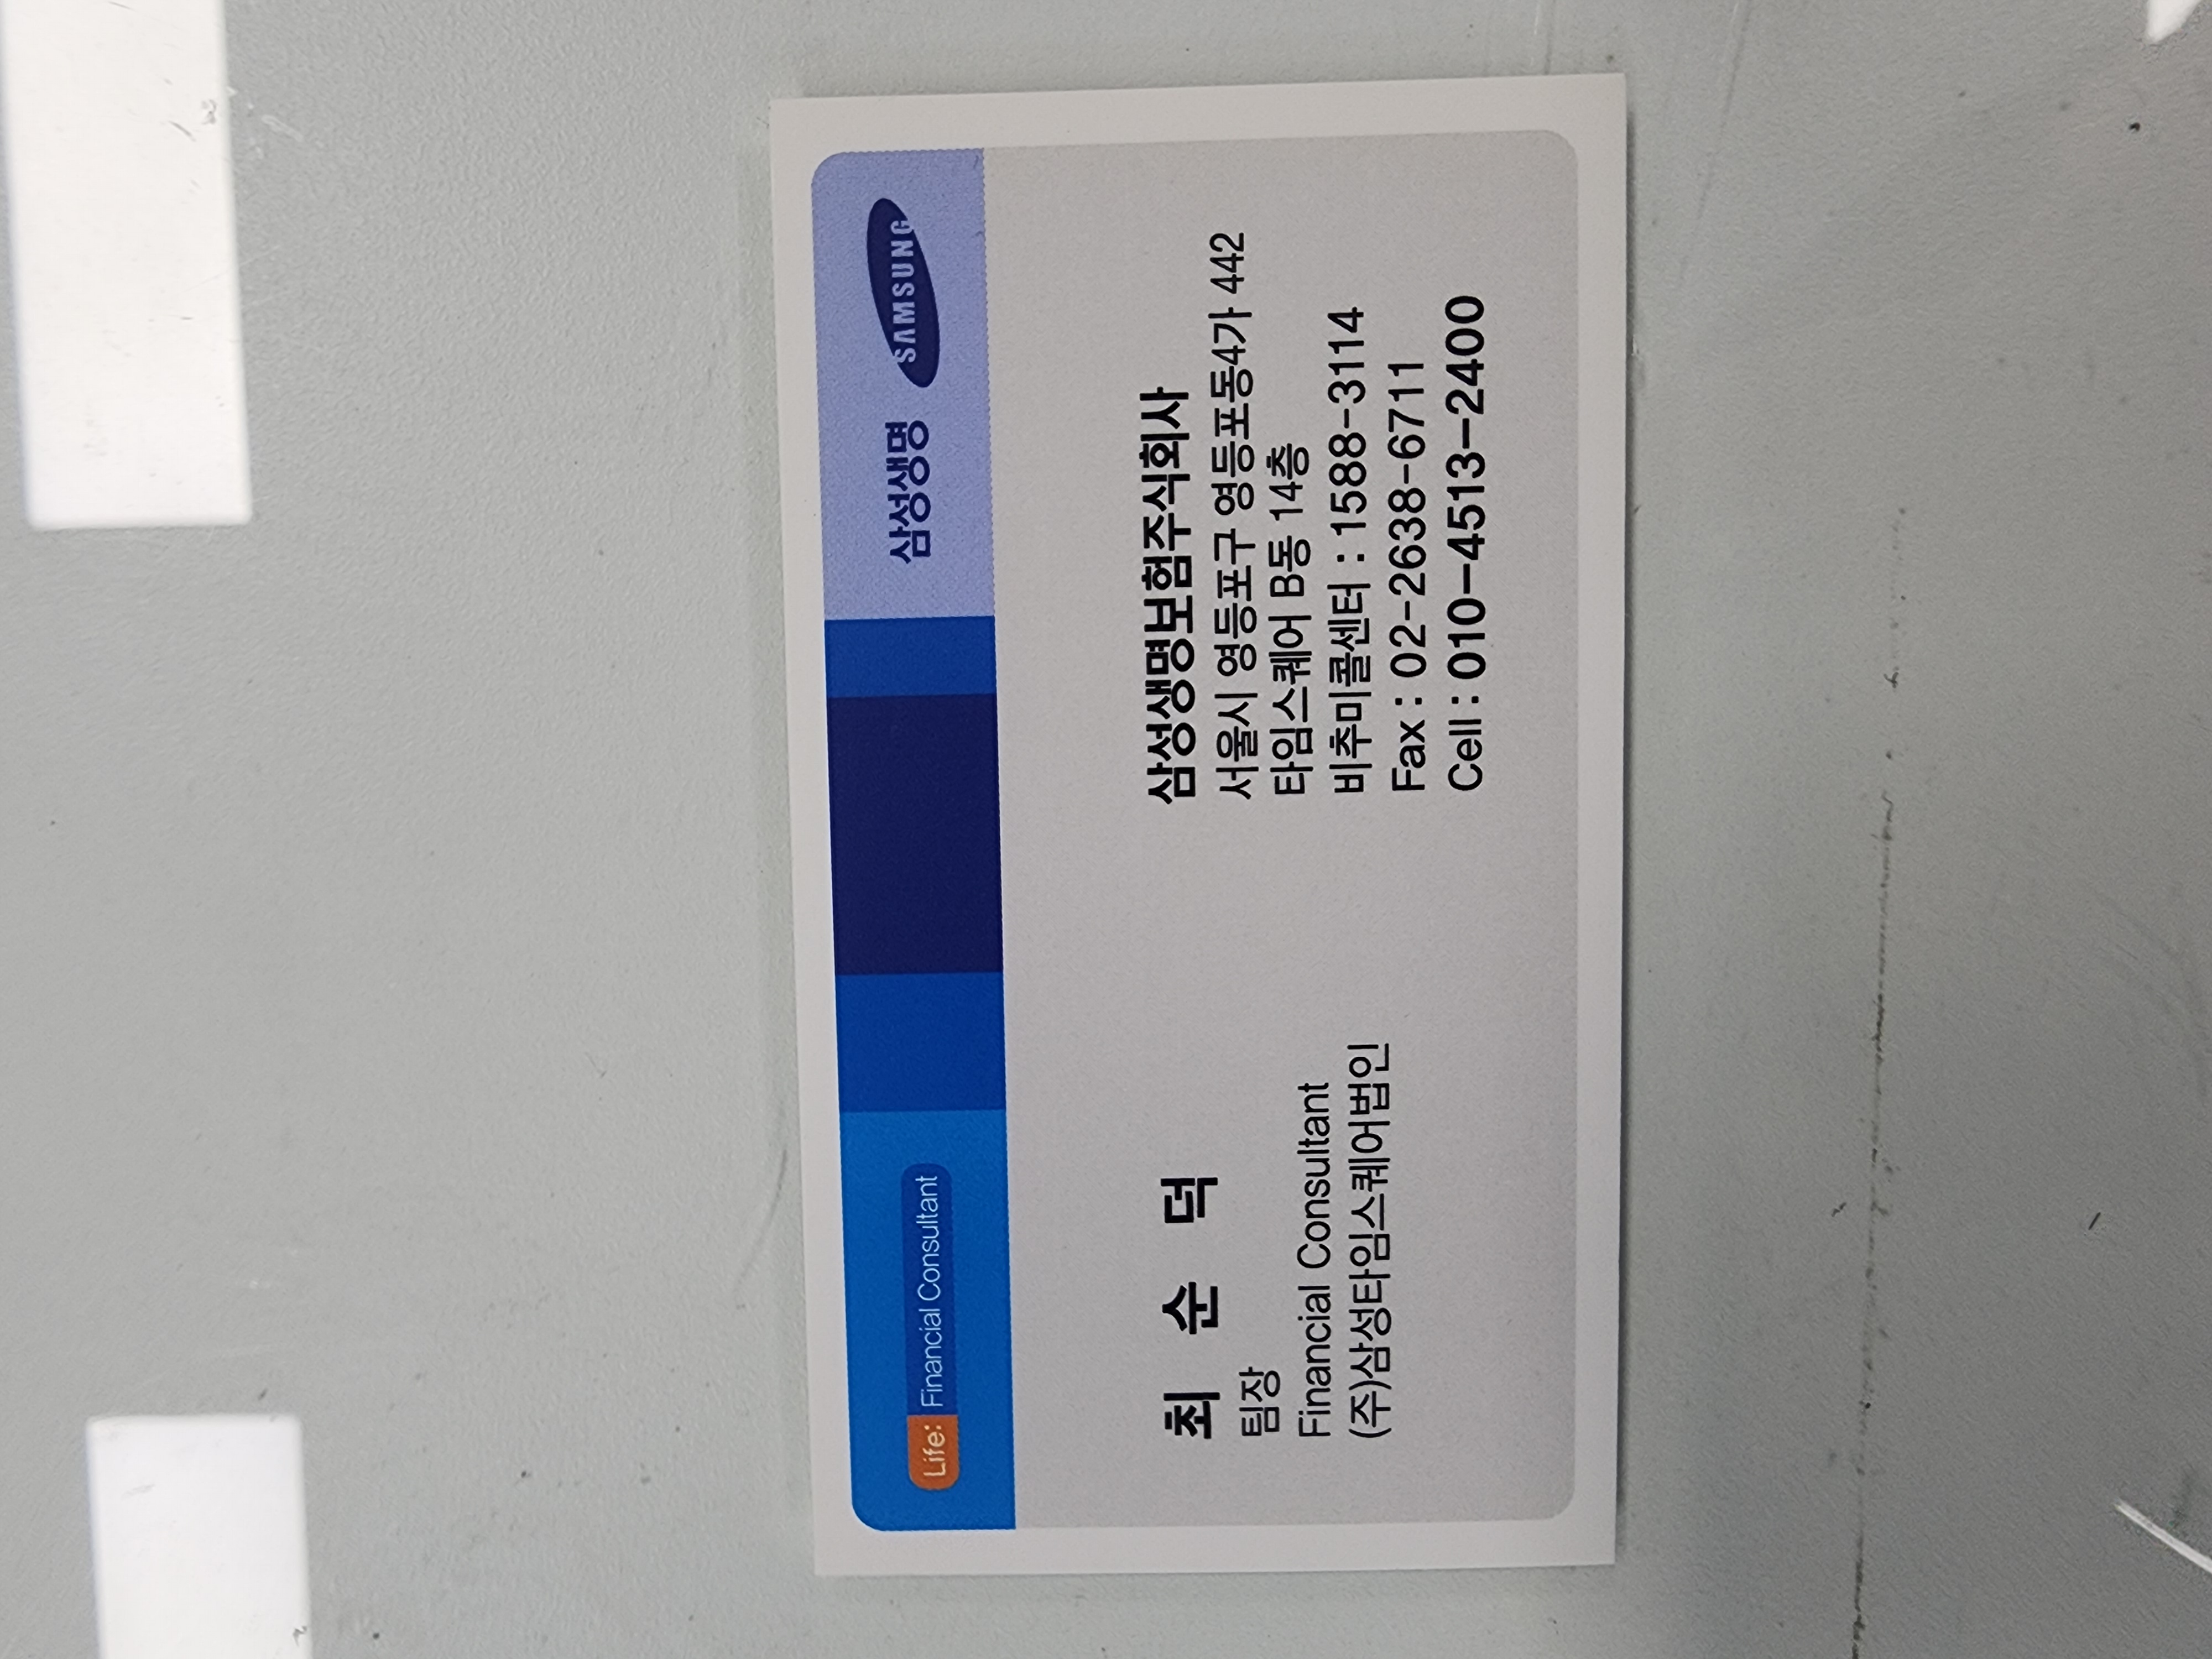 Life: Financial Consultant
삼성생명 SAMSUNG
최 순 덕
팀장
Financial Consultant
(주)삼성타임스퀘어법인
삼성생명보험주식회사
서울시 영등포구 영등포동4가 442
타임스퀘어 B동 14층
비추미콜센터 : 1588-3114
Fax : 02-2638-6711
Cell : 010-4513-2400